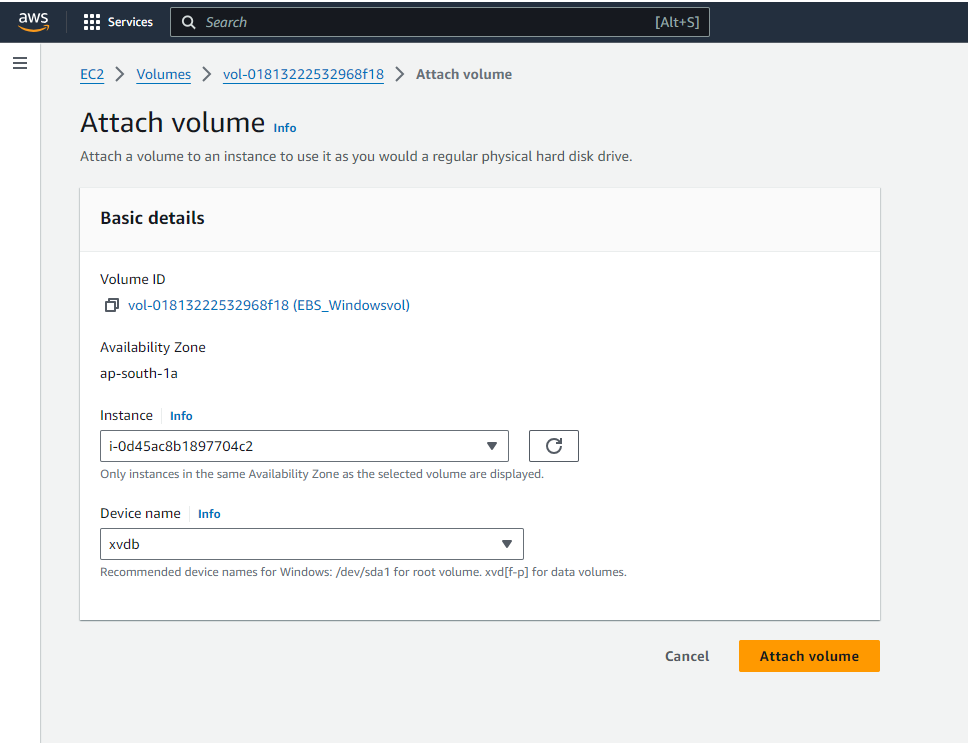 aws Services Search [Alt+S]
EC2 Volumes vol-01813222532968f18 Attach volume
Attach volume Info
Attach a volume to an instance to use it as you would a regular physical hard disk drive.
Basic details
Volume ID
vol-01813222532968f18 (EBS_Windowsvol)
Availability Zone
ap-south-1a
Instance Info
i-0d45ac8b1897704c2
Only instances in the same Availability Zone as the selected volume are displayed.
Device name Info
xvdb
Recommended device names for Windows: /dev/sda1 for root volume. xvd[f-p] for data volumes.
Cancel Attach volume